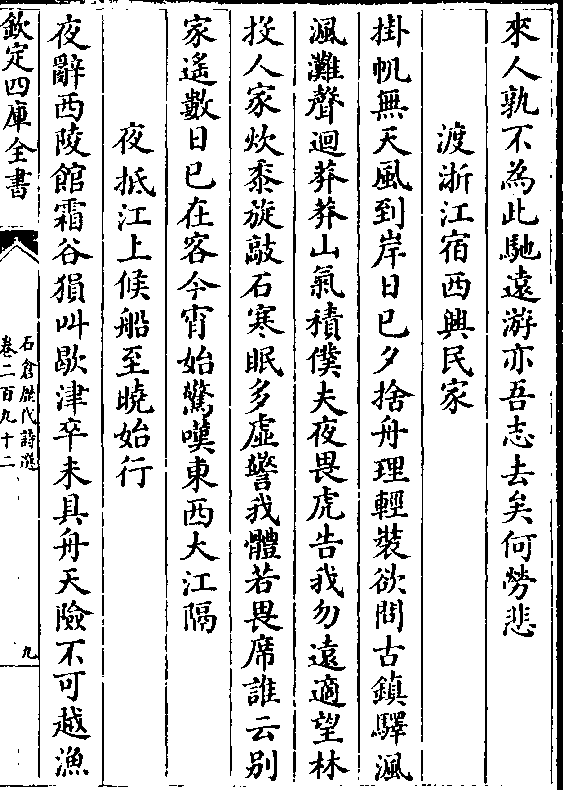 來人孰不為此馳遠游亦吾志去矣何勞悲
渡浙江宿西興民家
掛帆無天風到岸日已夕捨舟理輕裝欲問古鎮驛渢
渢灘聲迴莽莽山氣積僕夫夜畏虎告我勿遠適望林
投人家炊黍旋敲石寒眠多虛警我體若畏席誰云別
家遙數日已在客今宵始驚嘆東西大江隔
夜抵江上候船至曉始行
夜辭西陵館霜谷猿叫歇津卒未具舟天險不可越漁
欽定四庫全書
石倉歷代詩選
卷二百九十二
九